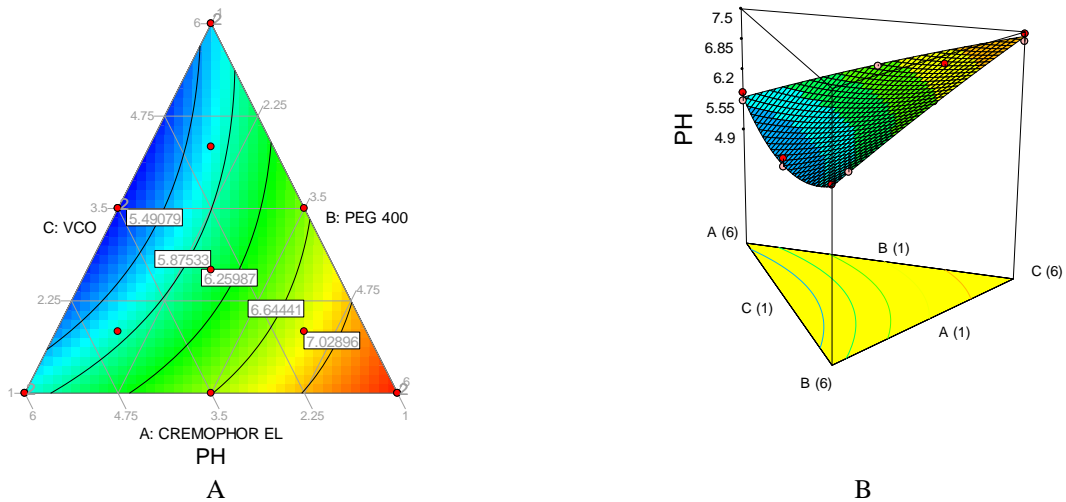 1
6 2
4.75
2.25
3.5 2
3.5
C: VCO
B: PEG 400
5.49079
5.87533
6.25987
2.25
4.75
6.64441
7.02896
1 2
6
2
6
4.75
3.5
2.25
1
A: CREMOPHOR EL
PH
A
7.5
6.85
6.2
5.55
4.9
PH
A (6)
B (1)
C (6)
C (1)
A (1)
B (6)
B